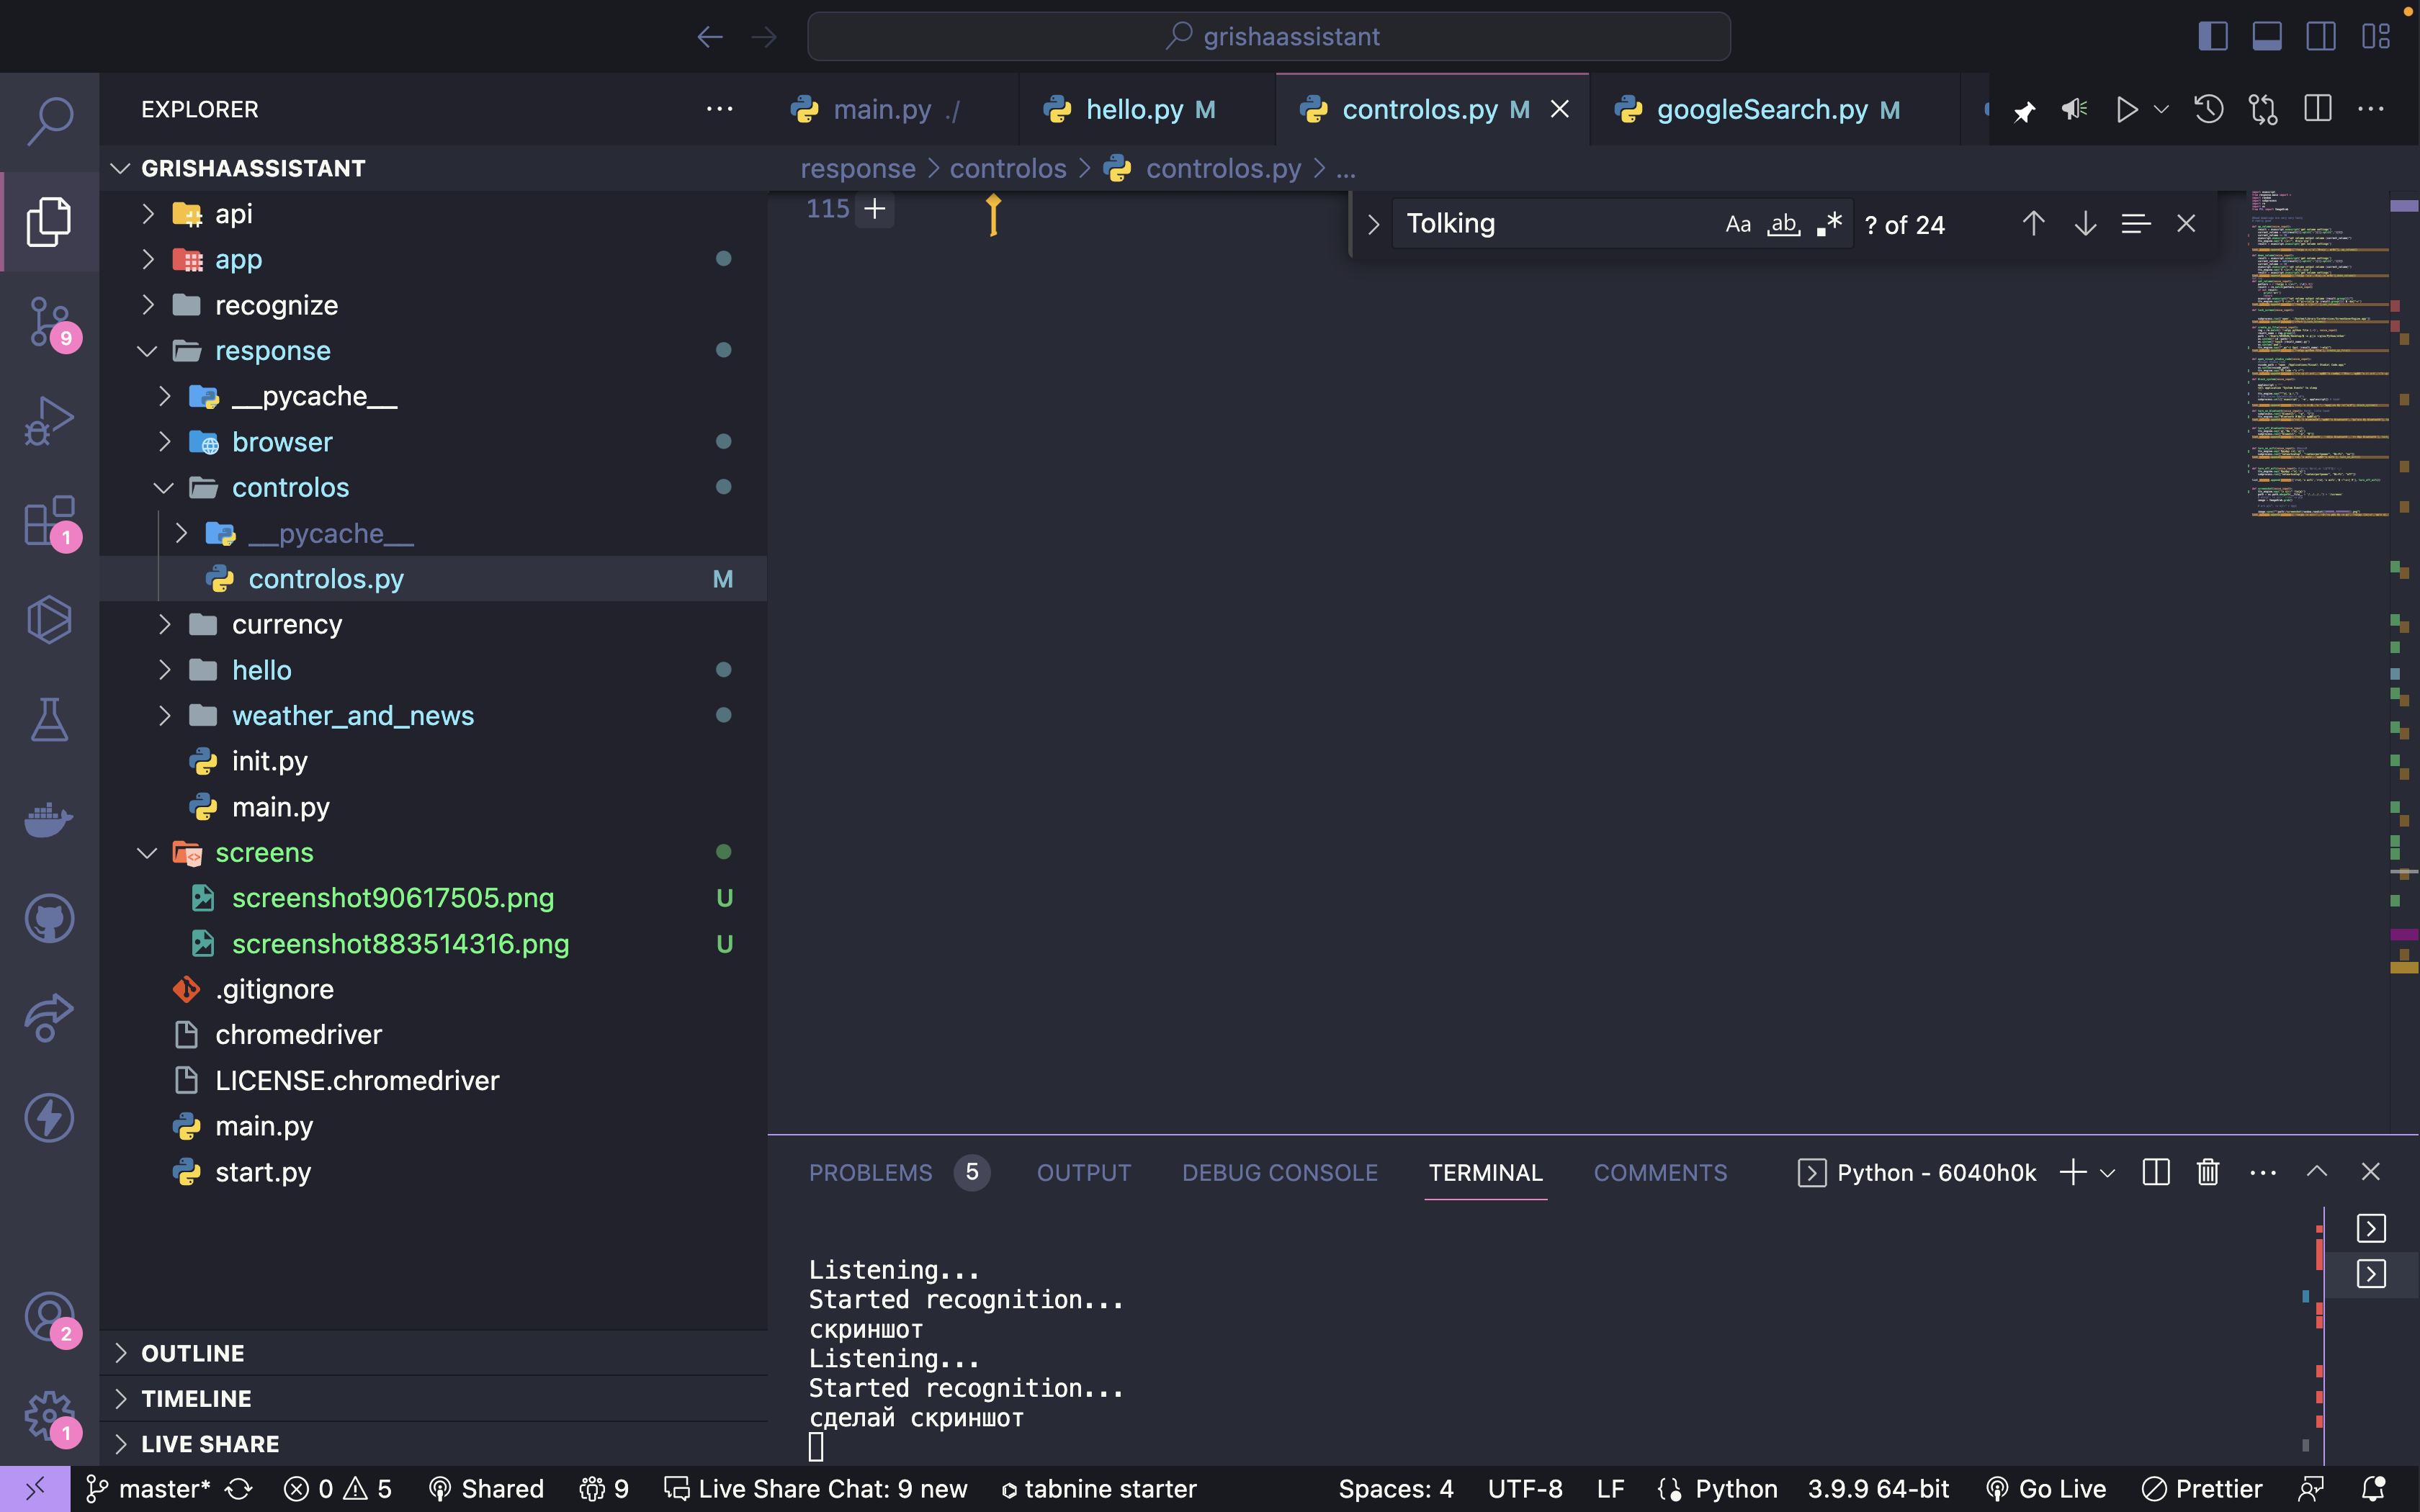 grishaassistant
EXPLORER
main.py ./
hello.py M
controlos.py M
googleSearch.py M
GRISHAASSISTANT
response > controlos > controlos.py > ...
api
app
recognize
response
__pycache__
browser
controlos
__pycache__
controlos.py M
currency
hello
weather_and_news
init.py
main.py
screens
screenshot90617505.png U
screenshot883514316.png U
.gitignore
chromedriver
LICENSE.chromedriver
main.py
start.py
OUTLINE
TIMELINE
LIVE SHARE
9
1
2
1
115
Tolking Aa ab .* ? of 24
PROBLEMS 5 OUTPUT DEBUG CONSOLE TERMINAL COMMENTS Python - 6040h0k
Listening...
Started recognition...
скриншот
Listening...
Started recognition...
сделай скриншот
master* 0 5 Shared 9 Live Share Chat: 9 new tabnine starter Spaces: 4 UTF-8 LF Python 3.9.9 64-bit Go Live Prettier